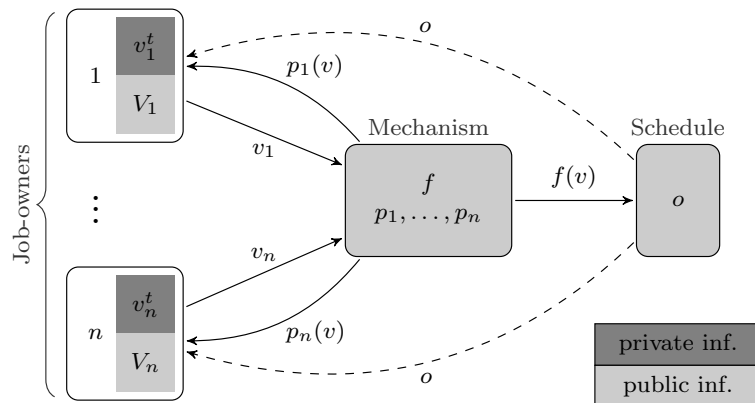 o
v_1^t
p_1(v)
1
V_1
Mechanism
Schedule
v_1
Job-owners
f
p_1, . . . , p_n
f(v)
o
⋮
v_n
v_n^t
n
p_n(v)
V_n
o
private inf.
public inf.